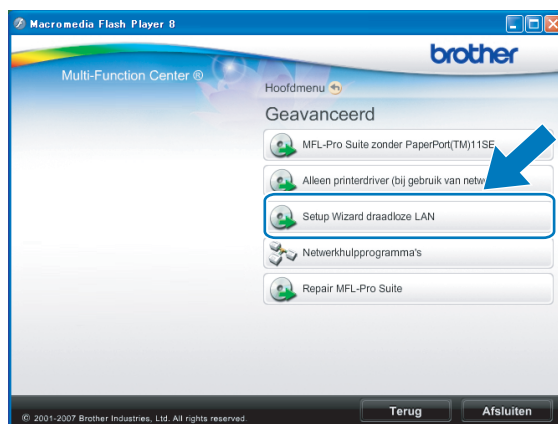 Macromedia Flash Player 8
brother
Multi-Function Center ®
Hoofdmenu
Geavanceerd
MFL-Pro Suite zonder PaperPort(TM)11SE
Alleen printerdriver (bij gebruik van
Setup Wizard draadloze LAN
Netwerkhulpprogramma's
Repair MFL-Pro Suite
© 2001-2007 Brother Industries, Ltd. All rights reserved.
Terug
Afsluiten